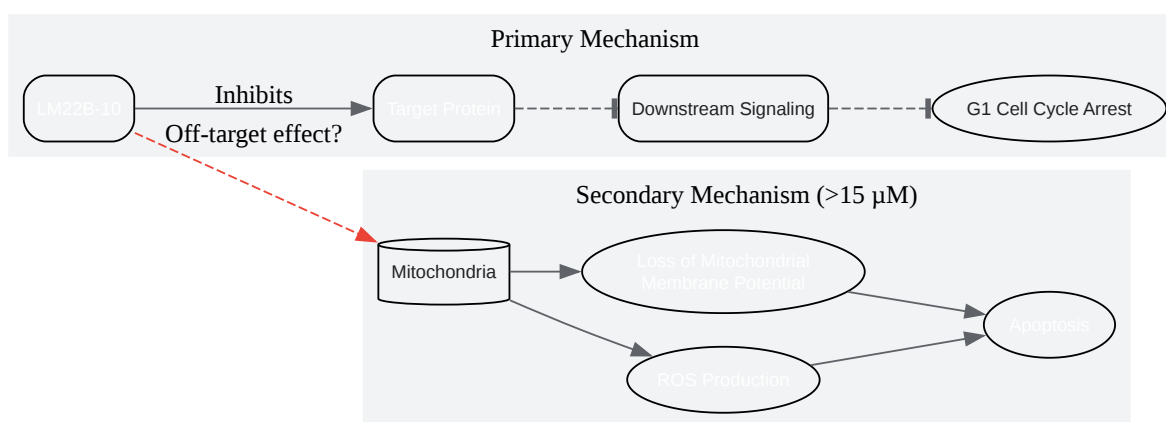 Primary Mechanism
LM22B-10
Inhibits
Target Protein
Downstream Signaling
G1 Cell Cycle Arrest
Off-target effect?
Secondary Mechanism (>15 µM)
Mitochondria
Loss of Mitochondrial
Membrane Potential
Apoptosis
ROS Production